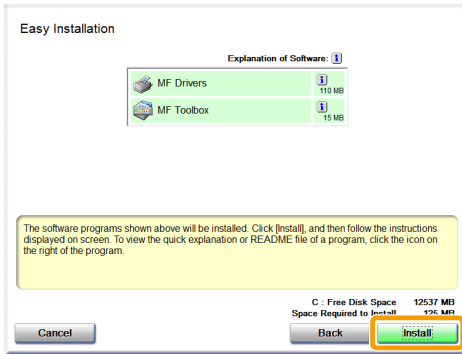 Easy Installation
Explanation of Software:
MF Drivers
110 MB
MF Toolbox
15 MB
The software programs shown above will be installed. Click [Install], and then follow the instructions
displayed on screen. To view the quick explanation or README file of a program, click the icon on
the right of the program.
C : Free Disk Space 12537 MB
Space Required to Install 125 MB
Cancel Back Install